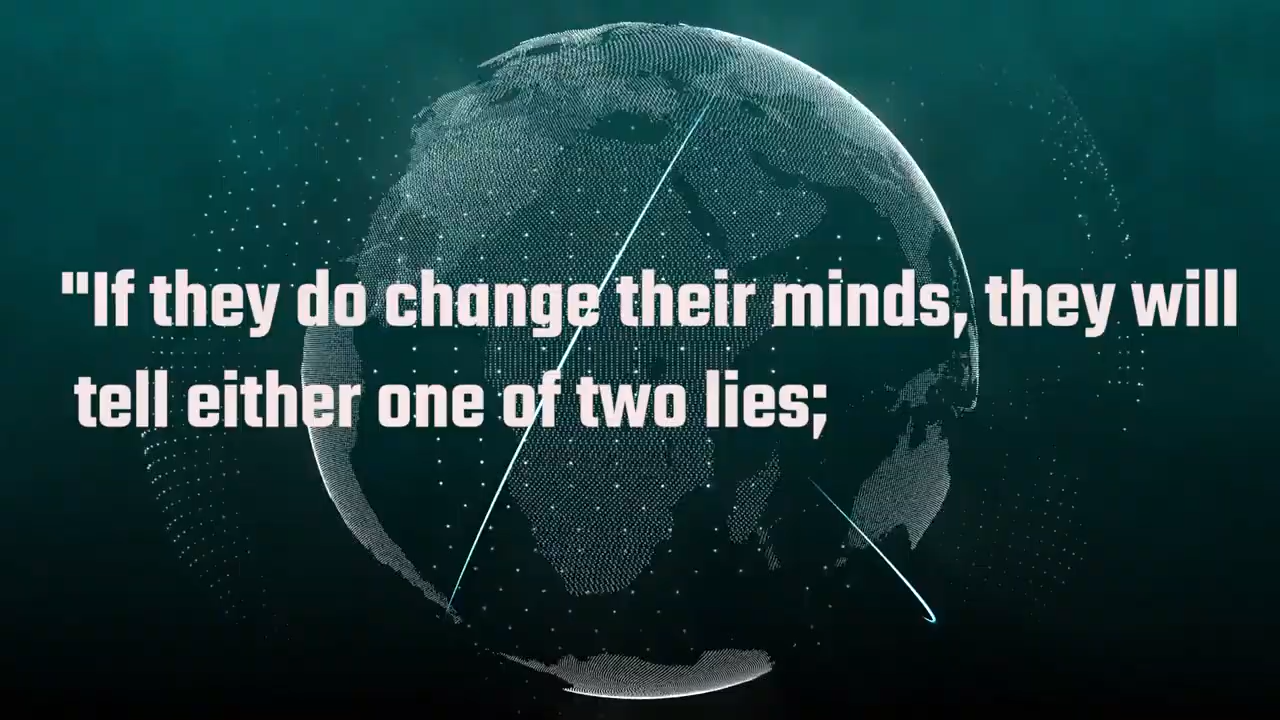 "If they do change their minds, they will
tell either one of two lies;